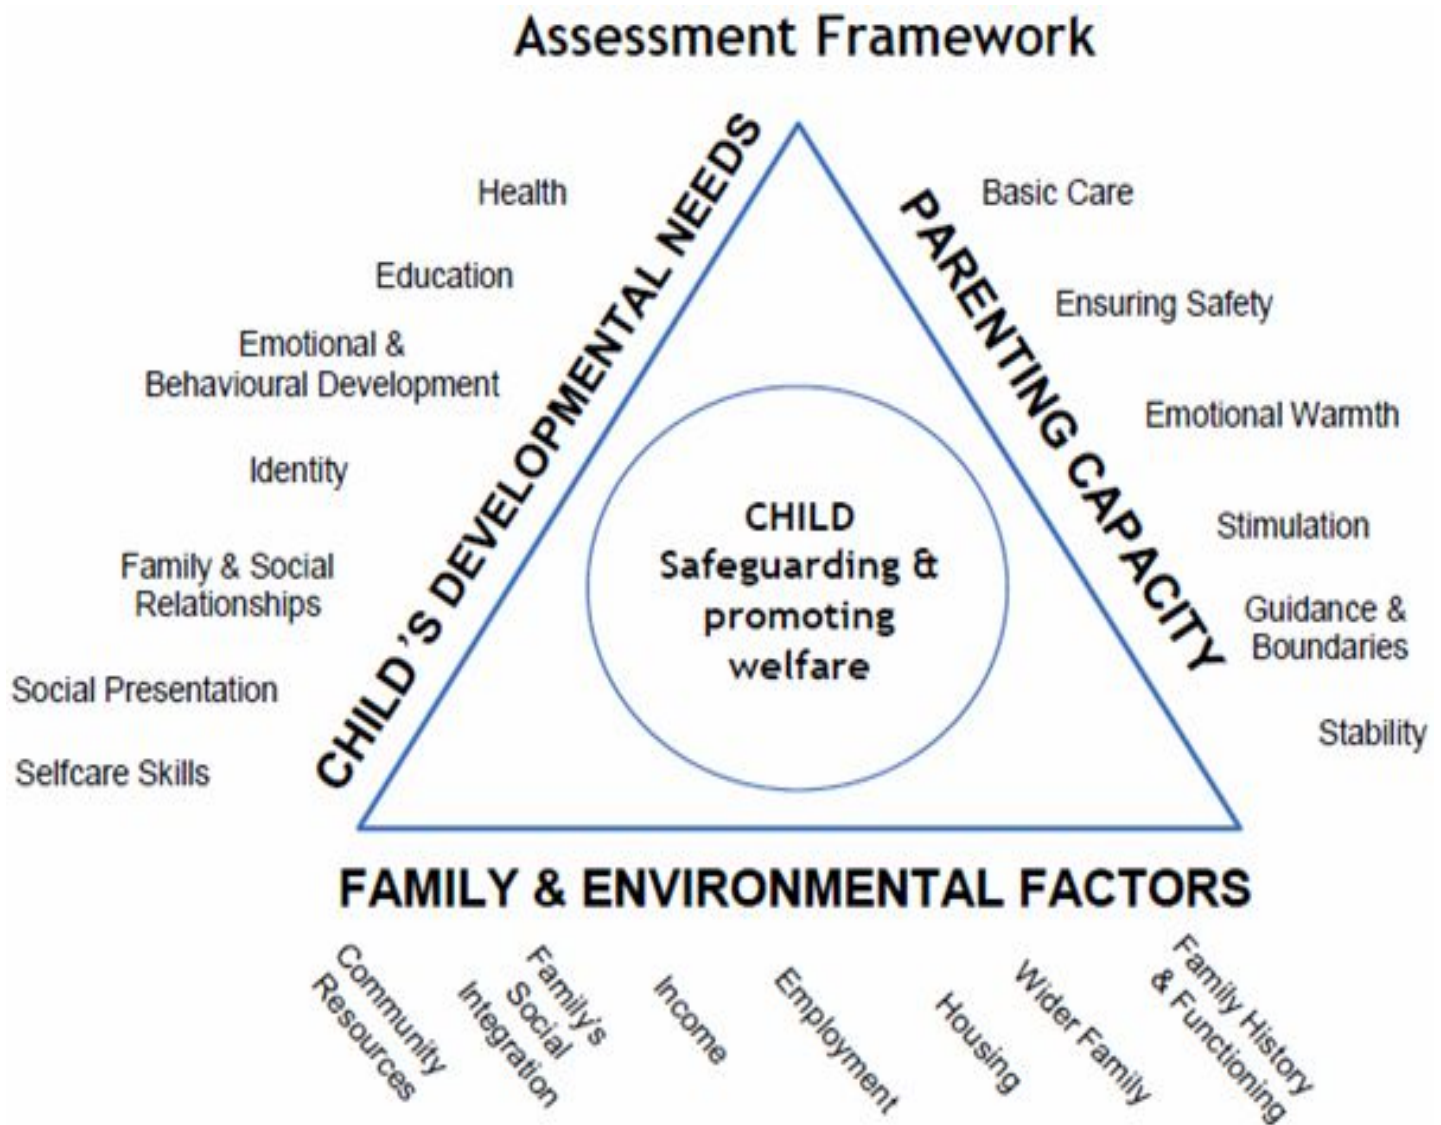 Assessment Framework
CHILD'S DEVELOPMENTAL NEEDS
Health
Education
Emotional &
Behavioural Development
Identity
Family & Social
Relationships
Social Presentation
Selfcare Skills
PARENTING CAPACITY
Basic Care
Ensuring Safety
Emotional Warmth
Stimulation
Guidance &
Boundaries
Stability
CHILD
Safeguarding &
promoting
welfare
FAMILY & ENVIRONMENTAL FACTORS
Community
Resources
Family's
Social
Integration
Income
Employment
Housing
Wider Family
Family History
& Functioning